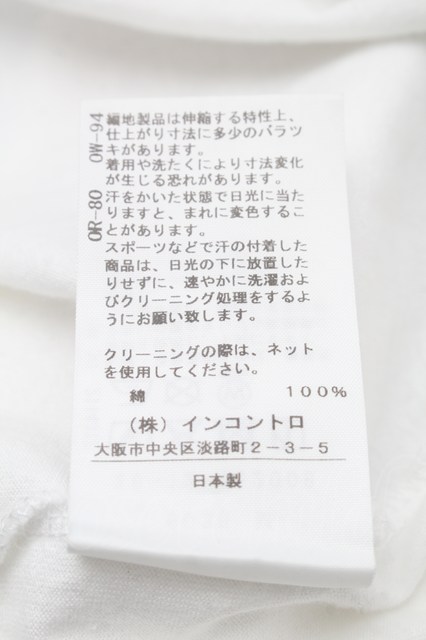 OW-94
OR-80
編地製品は伸縮する特性上、
仕上がり寸法に多少のバラツ
キがあります。
着用や洗たくにより寸法変化
が生じる恐れがあります。
汗をかいた状態で日光に当た
りますと、まれに変色するこ
とがあります。
スポーツなどで汗の付着した
商品は、日光の下に放置した
りせずに、速やかに洗濯およ
びクリーニング処理をするよ
うにお願い致します。
クリーニングの際は、ネット
を使用してください。
綿 100%
(株) インコントロ
大阪市中央区淡路町2-3-5
日本製